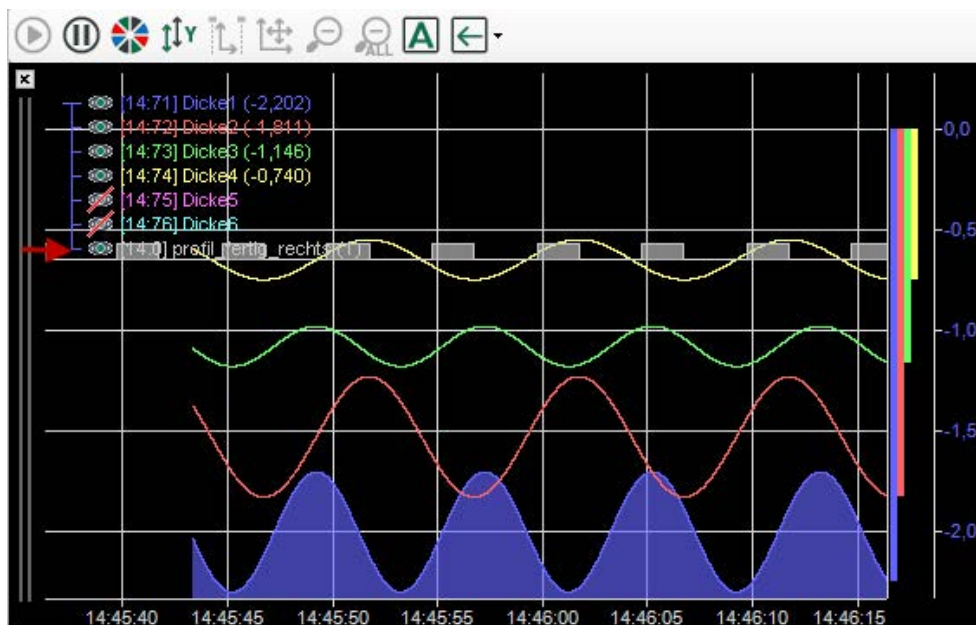 Y
ALL
A
[14:71] Dicke1 (-2,202)
[14:72] Dicke2 (-1,811)
[14:73] Dicke3 (-1,146)
[14:74] Dicke4 (-0,740)
[14:75] Dicke5
[14:76] Dicke6
[14.0] profil_fertig_rechts (1)
-0,0
-0,5
-1,0
-1,5
-2,0
14:45:40 14:45:45 14:45:50 14:45:55 14:46:00 14:46:05 14:46:10 14:46:15